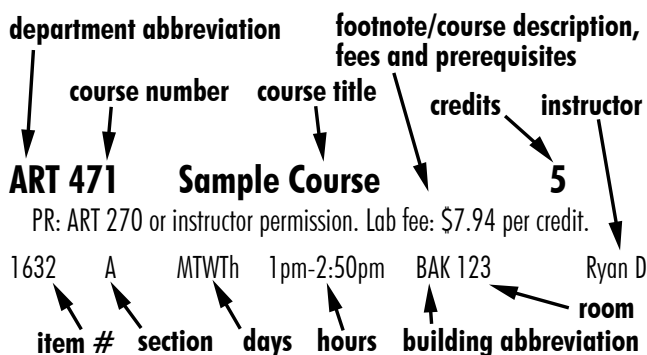 department abbreviation footnote/course description,
fees and prerequisites
course number course title credits instructor
ART 471 Sample Course 5
PR: ART 270 or instructor permission. Lab fee: $7.94 per credit.
1632 A MTWTh 1pm-2:50pm BAK 123 Ryan D
room
item # section days hours building abbreviation